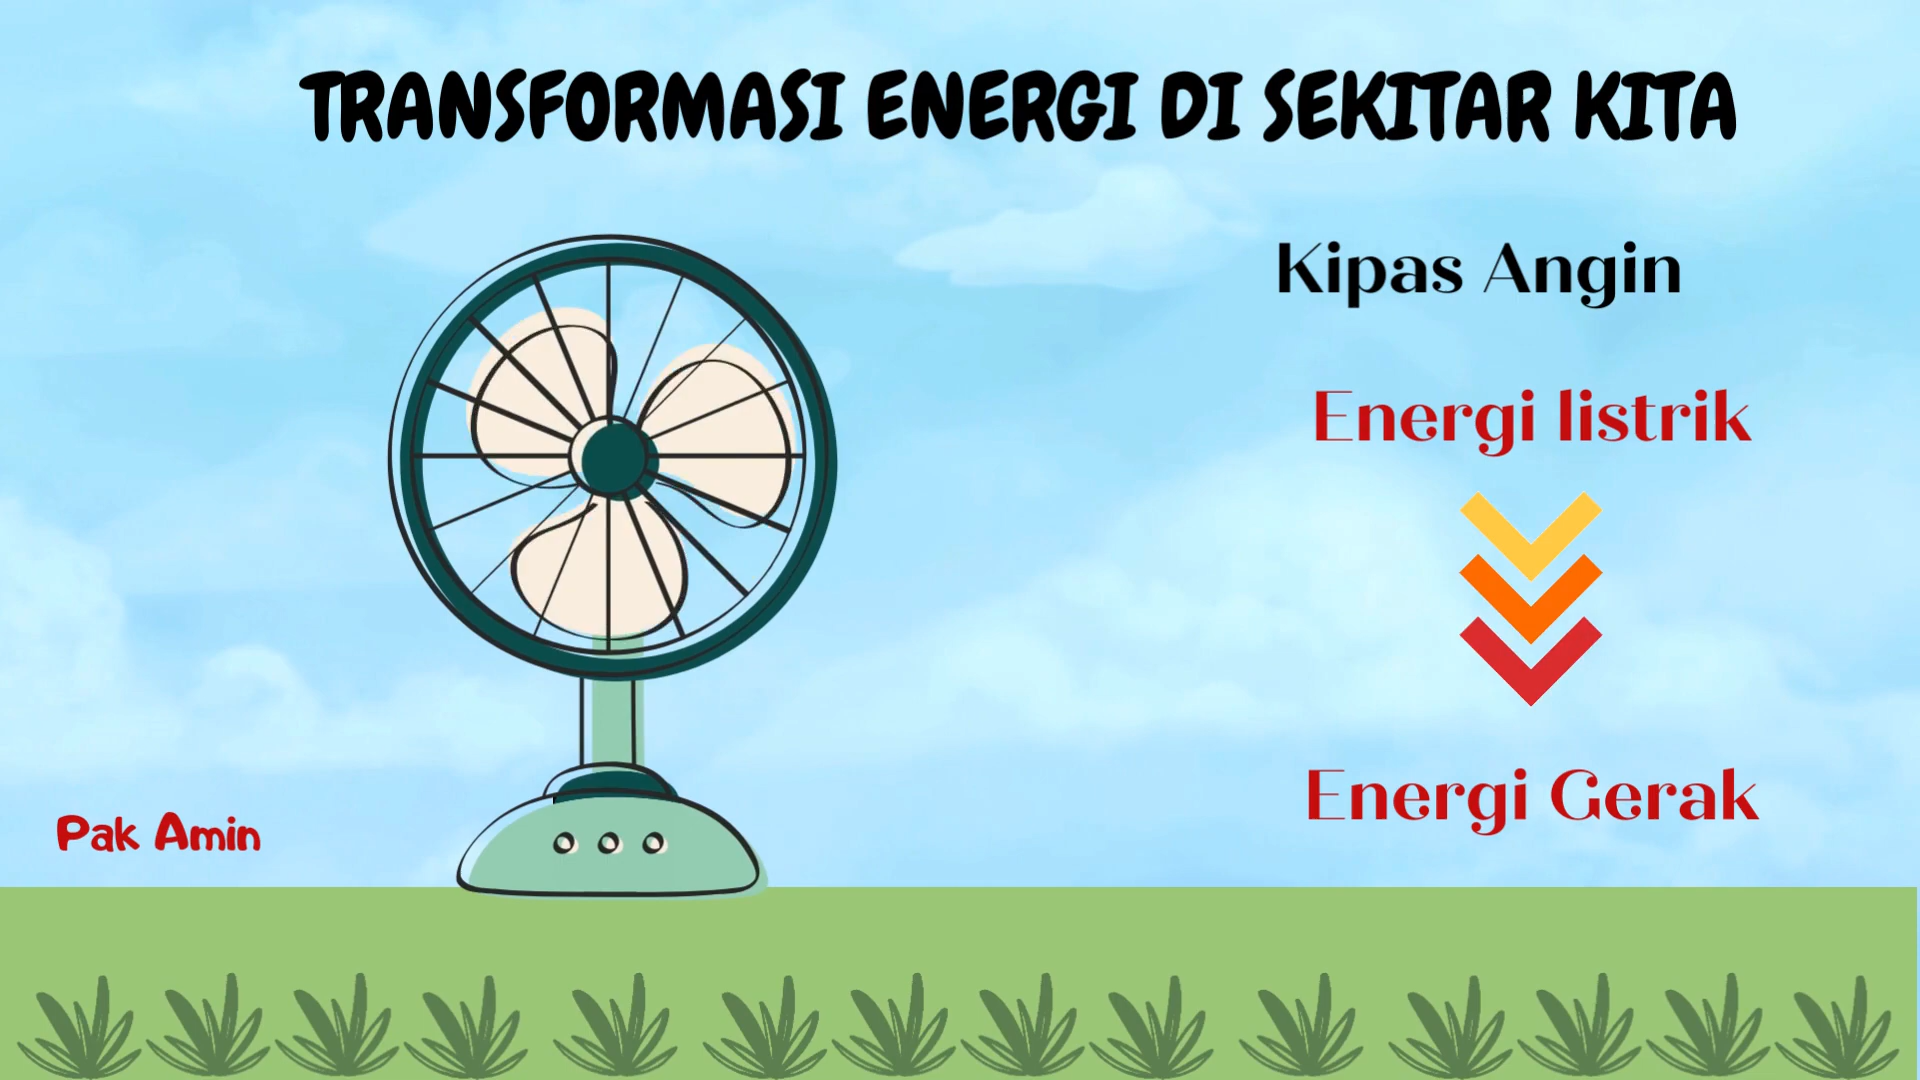 TRANSFORMASI ENERGI DI SEKITAR KITA
Kipas Angin
Energi listrik
Energi Gerak
Pak Amin